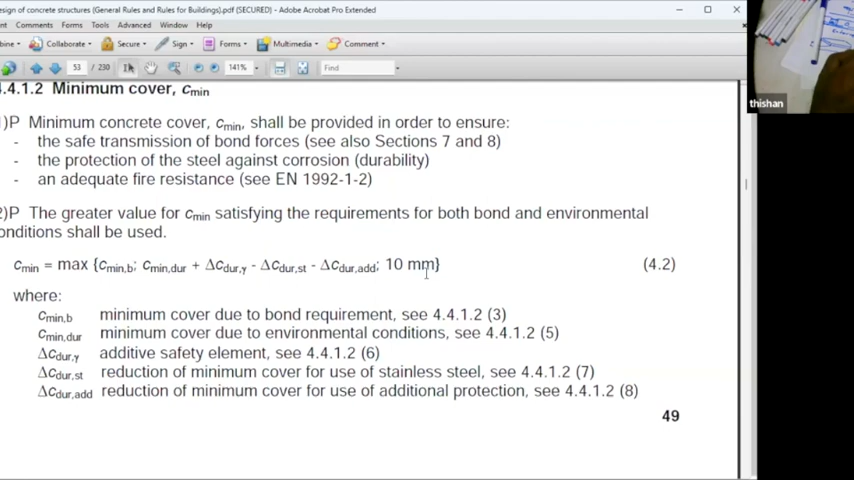 esign of concrete structures (General Rules and Rules for Buildings).pdf (SECURED) - Adobe Acrobat Pro Extended
nt Comments Forms Tools Advanced Window Help
bine Collaborate Secure Sign Forms Multimedia Comment
53 / 230 141% Find
4.4.1.2 Minimum cover, cmin
1)P Minimum concrete cover, cmin, shall be provided in order to ensure:
- the safe transmission of bond forces (see also Sections 7 and 8)
- the protection of the steel against corrosion (durability)
- an adequate fire resistance (see EN 1992-1-2)
2)P The greater value for cmin satisfying the requirements for both bond and environmental
onditions shall be used.
cmin = max {cmin,b; cmin,dur + Δcdur,γ - Δcdur,st - Δcdur,add; 10 mm} (4.2)
where:
cmin,b minimum cover due to bond requirement, see 4.4.1.2 (3)
cmin,dur minimum cover due to environmental conditions, see 4.4.1.2 (5)
Δcdur,γ additive safety element, see 4.4.1.2 (6)
Δcdur,st reduction of minimum cover for use of stainless steel, see 4.4.1.2 (7)
Δcdur,add reduction of minimum cover for use of additional protection, see 4.4.1.2 (8)
49
thishan